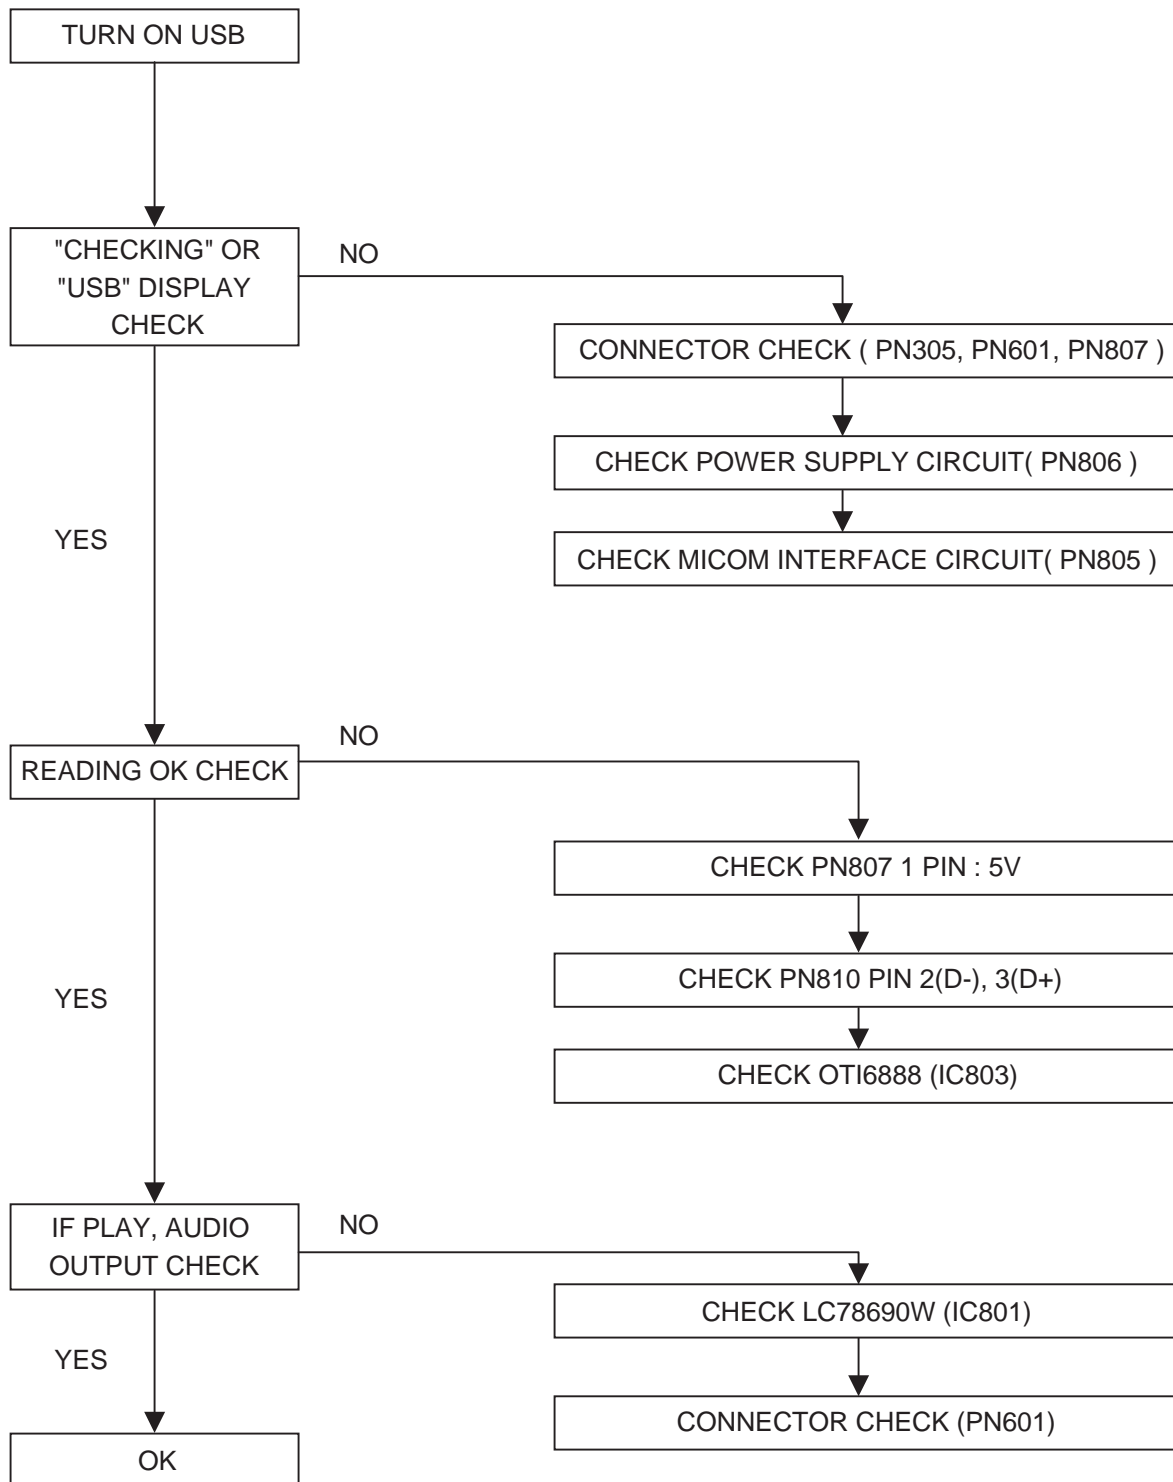 TURN ON USB
"CHECKING" OR
"USB" DISPLAY
CHECK
NO
CONNECTOR CHECK ( PN305, PN601, PN807 )
CHECK POWER SUPPLY CIRCUIT( PN806 )
CHECK MICOM INTERFACE CIRCUIT( PN805 )
YES
READING OK CHECK
NO
CHECK PN807 1 PIN : 5V
CHECK PN810 PIN 2(D-), 3(D+)
CHECK OTI6888 (IC803)
YES
IF PLAY, AUDIO
OUTPUT CHECK
NO
CHECK LC78690W (IC801)
CONNECTOR CHECK (PN601)
YES
OK